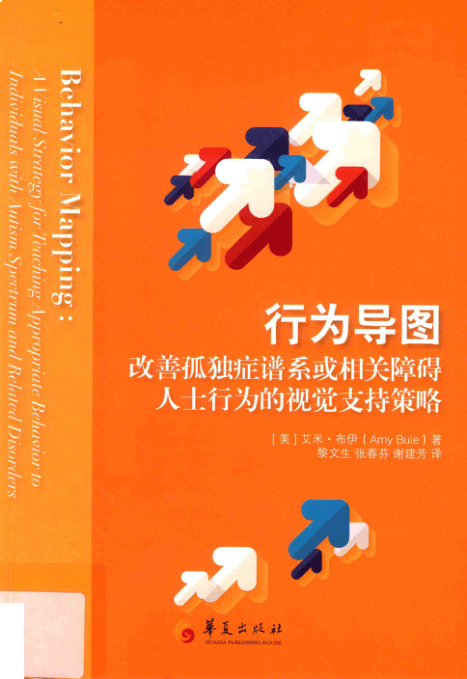 Behavior Mapping:
A Visual Strategy for Teaching Appropriate Behavior to
Individuals with Autism Spectrum and Related Disorders
行为导图
改善孤独症谱系或相关障碍
人士行为的视觉支持策略
[美]艾米·布伊(Amy Buie)著
黎文生 张春芬 谢建芳 译
华夏出版社
HUAXIA PUBLISHING HOUSE